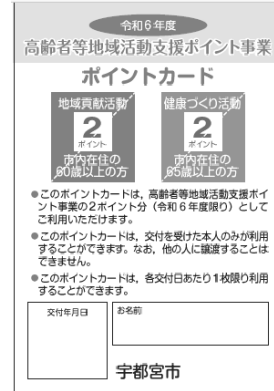 令和6年度
高齢者等地域活動支援ポイント事業
ポイントカード
地域貢献活動
2
ポイント
市内在住の
60歳以上の方
健康づくり活動
2
ポイント
市内在住の
65歳以上の方
●このポイントカードは，高齢者等地域活動支援ポイ
ント事業の2ポイント分（令和6年度限り）として
ご利用いただけます。
●このポイントカードは，交付を受けた本人のみが利用
することができます。なお，他の人に譲渡することは
できません。
●このポイントカードは，各交付日あたり1枚限り利用
することができます。
交付年月日
お名前
宇都宮市